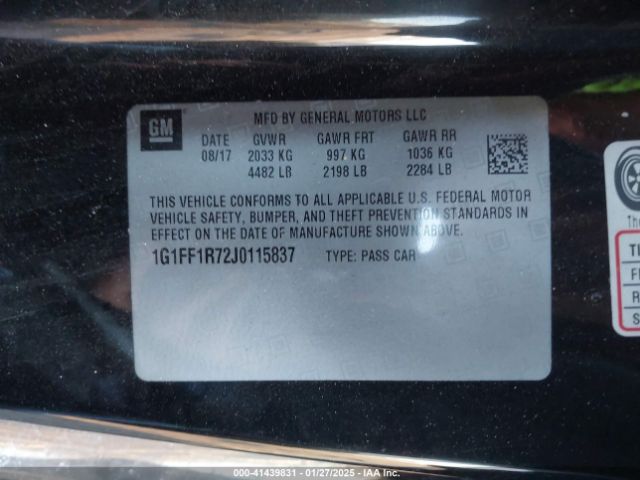 GM
MFD BY GENERAL MOTORS LLC
DATE GVWR GAWR FRT GAWR RR
08/17 2033 KG 997 KG 1036 KG
4482 LB 2198 LB 2284 LB
THIS VEHICLE CONFORMS TO ALL APPLICABLE U.S. FEDERAL MOTOR
VEHICLE SAFETY, BUMPER, AND THEFT PREVENTION STANDARDS IN
EFFECT ON THE DATE OF MANUFACTURE SHOWN ABOVE.
1G1FF1R72J0115837 TYPE: PASS CAR
The
TI
F
R
S
000-41439831 - 01/27/2025 - IAA Inc.